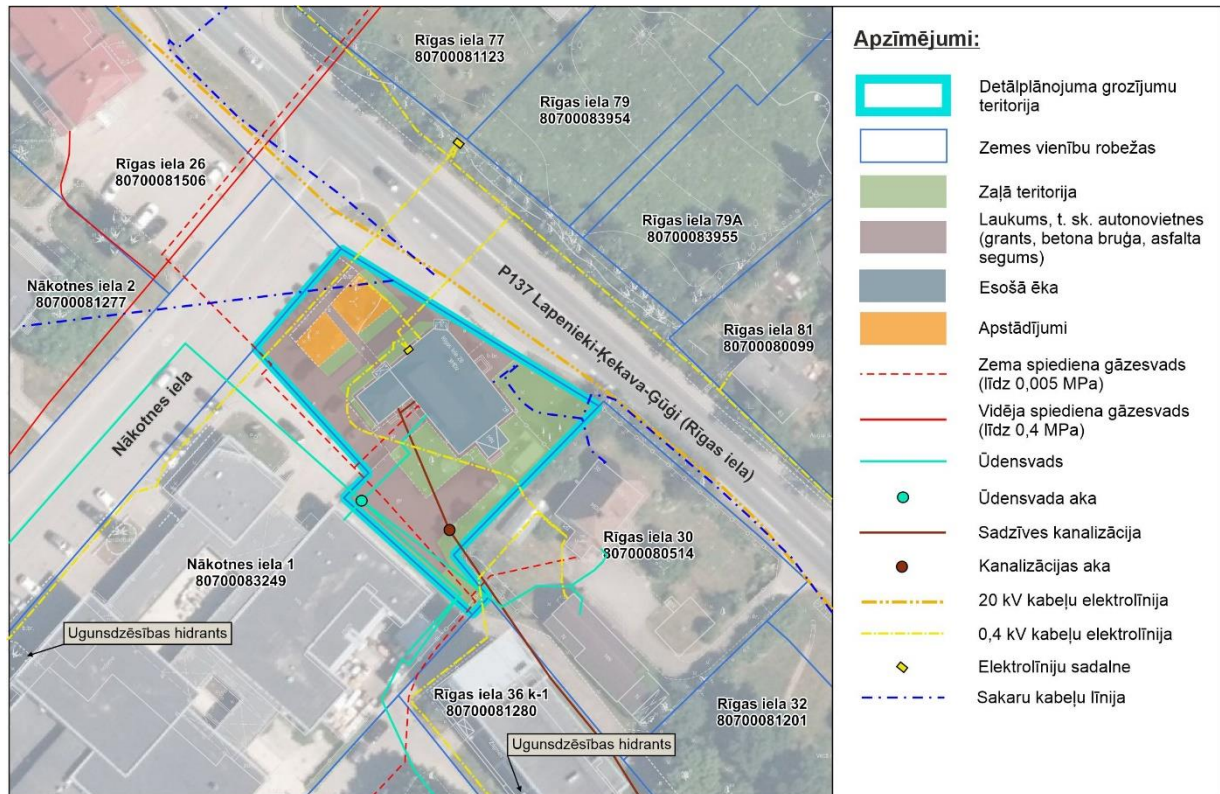 Rīgas iela 77
80700081123
Rīgas iela 79
80700083954
Rīgas iela 26
80700081506
Rīgas iela 79A
80700083955
Nākotnes iela 2
80700081277
P137 Lapenieki-Ķekava-Gūģi (Rīgas iela)
Rīgas iela 81
80700080099
Nākotnes iela
Rīgas iela 30
80700080514
Nākotnes iela 1
80700083249
Ugunsdzēsības hidrants
Rīgas iela 36 k-1
80700081280
Rīgas iela 32
80700081201
Ugunsdzēsības hidrants
Apzīmējumi:
Detālplānojuma grozījumu
teritorija
Zemes vienību robežas
Zaļā teritorija
Laukums, t. sk. autonovietnes
(grants, betona bruģa, asfalta
segums)
Esošā ēka
Apstādījumi
Zema spiediena gāzesvads
(līdz 0,005 MPa)
Vidēja spiediena gāzesvads
(līdz 0,4 MPa)
Ūdensvads
Ūdensvada aka
Sadzīves kanalizācija
Kanalizācijas aka
20 kV kabeļu elektrolīnija
0,4 kV kabeļu elektrolīnija
Elektrolīniju sadalne
Sakaru kabeļu līnija